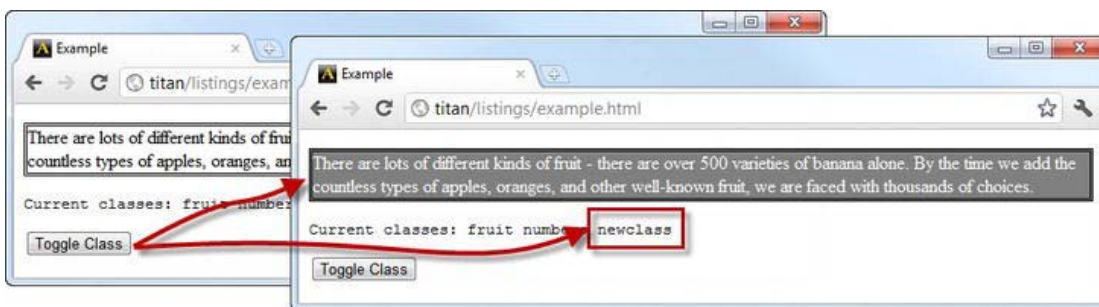 Example
titan/listings/exam
There are lots of different kinds of frui
countless types of apples, oranges, an
Current classes: fruit number
Toggle Class
Example
titan/listings/example.html
There are lots of different kinds of fruit - there are over 500 varieties of banana alone. By the time we add the
countless types of apples, oranges, and other well-known fruit, we are faced with thousands of choices.
Current classes: fruit numbers newclass
Toggle Class